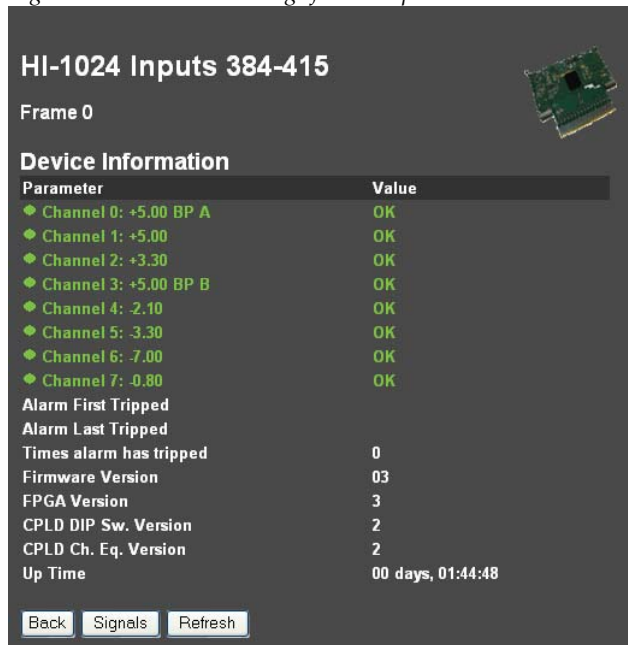 HI-1024 Inputs 384-415
Frame 0
Device Information
Parameter Value
Channel 0: +5.00 BP A OK
Channel 1: +5.00 OK
Channel 2: +3.30 OK
Channel 3: +5.00 BP B OK
Channel 4: -2.10 OK
Channel 5: -3.30 OK
Channel 6: -7.00 OK
Channel 7: -0.80 OK
Alarm First Tripped
Alarm Last Tripped
Times alarm has tripped 0
Firmware Version 03
FPGA Version 3
CPLD DIP Sw. Version 2
CPLD Ch. Eq. Version 2
Up Time 00 days, 01:44:48
Back Signals Refresh